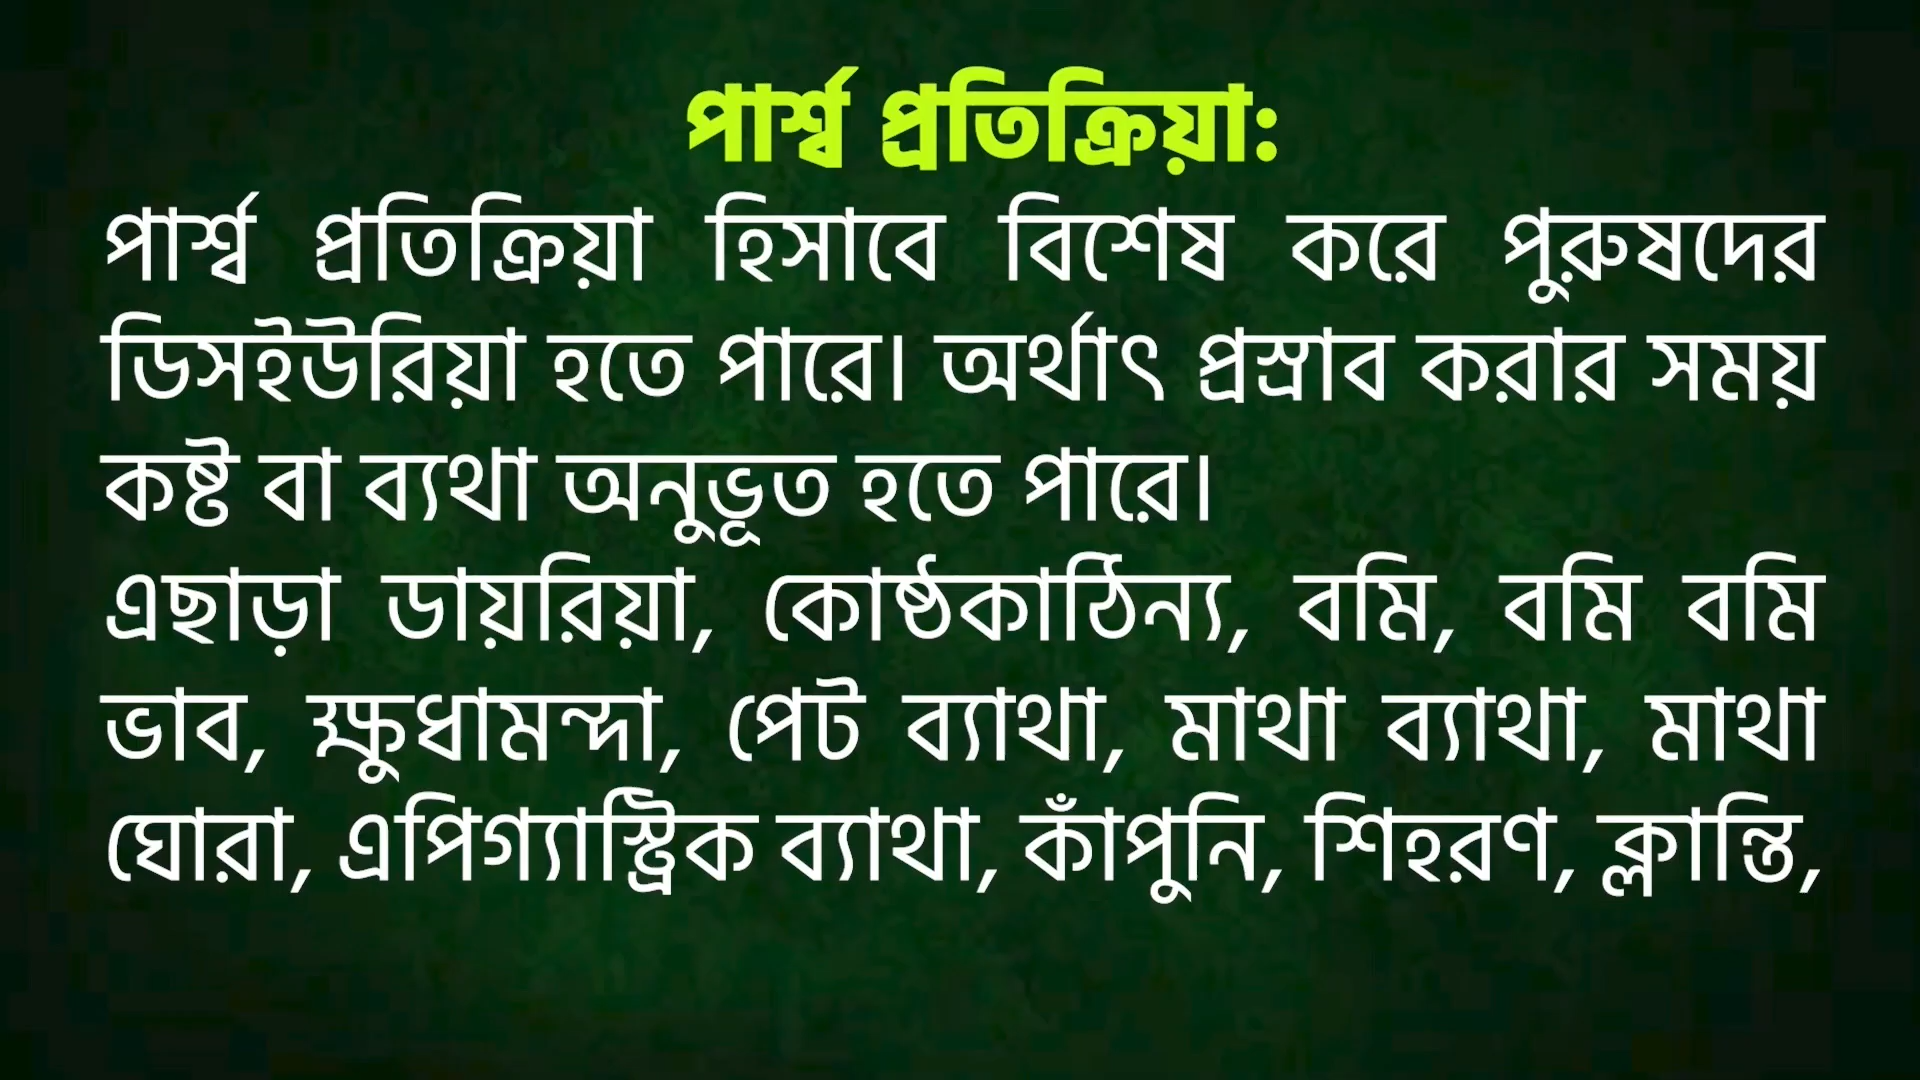 পার্শ্ব প্রতিক্রিয়া:
পার্শ্ব প্রতিক্রিয়া হিসাবে বিশেষ করে পুরুষদের
ডিসইউরিয়া হতে পারে। অর্থাৎ প্রস্রাব করার সময়
কষ্ট বা ব্যথা অনুভূত হতে পারে।
এছাড়া ডায়রিয়া, কোষ্ঠকাঠিন্য, বমি, বমি বমি
ভাব, ক্ষুধামন্দা, পেট ব্যাথা, মাথা ব্যাথা, মাথা
ঘোরা, এপিগ্যাস্ট্রিক ব্যাথা, কাঁপুনি, শিহরণ, ক্লান্তি,